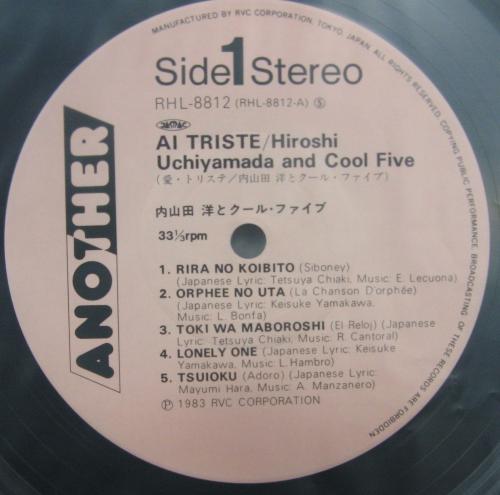 MANUFACTURED BY RVC CORPORATION, TOKYO, JAPAN. ALL RIGHTS RESERVED. COPYING PUBLIC PERFORMANCE, BROADCASTING OF THESE RECORDS ARE FORBIDDEN
Side 1 Stereo
RHL-8812 (RHL-8812-A) Ⓢ
AI TRISTE/Hiroshi
Uchiyamada and Cool Five
(愛・トリステ/内山田 洋とクール・ファイブ)
内山田 洋とクール・ファイブ
33⅓rpm
ANOTHER
1. RIRA NO KOIBITO (Siboney)
(Japanese Lyric: Tetsuya Chiaki, Music: E. Lecuona)
2. ORPHEE NO UTA (La Chanson D'orphée)
(Japanese Lyric: Keisuke Yamakawa,
Music: L. Bonfa)
3. TOKI WA MABOROSHI (El Reloj) (Japanese
Lyric: Tetsuya Chiaki, Music: R. Cantoral)
4. LONELY ONE (Japanese Lyric: Keisuke
Yamakawa, Music: L. Hambro)
5. TSUIOKU (Adoro) (Japanese Lyric:
Mayumi Hara, Music: A. Manzanero)
Ⓟ 1983 RVC CORPORATION